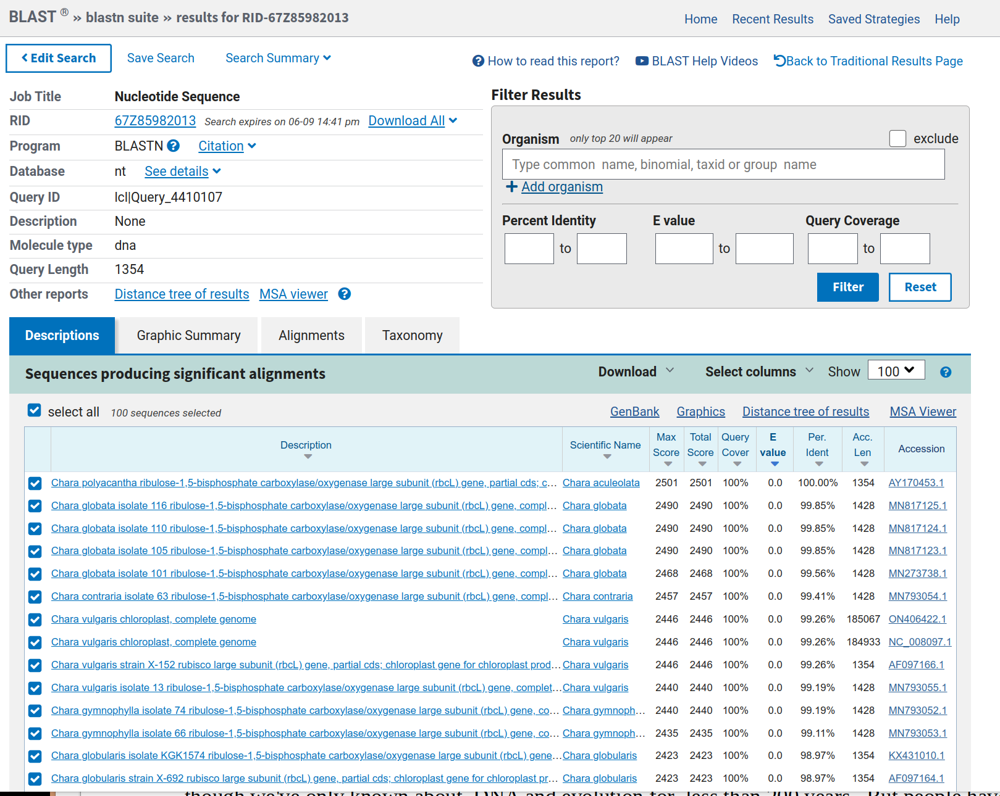 BLAST ® » blastn suite » results for RID-67Z85982013
Home Recent Results Saved Strategies Help
Edit Search Save Search Search Summary
How to read this report? BLAST Help Videos Back to Traditional Results Page
Job Title Nucleotide Sequence
RID 67Z85982013 Search expires on 06-09 14:41 pm Download All
Program BLASTN Citation
Database nt See details
Query ID lcl|Query_4410107
Description None
Molecule type dna
Query Length 1354
Other reports Distance tree of results MSA viewer
Filter Results
Organism only top 20 will appear exclude
Type common name, binomial, taxid or group name
Add organism
Percent Identity E value Query Coverage
to to to
Filter Reset
Descriptions Graphic Summary Alignments Taxonomy
Sequences producing significant alignments Download Select columns Show 100
select all 100 sequences selected GenBank Graphics Distance tree of results MSA Viewer
Description Scientific Name Max Score Total Score Query Cover E value Per. Ident Acc. Len Accession
Chara polyacantha ribulose-1,5-bisphosphate carboxylase/oxygenase large subunit (rbcL) gene, partial cds; c... Chara aculeolata 2501 2501 100% 0.0 100.00% 1354 AY170453.1
Chara globata isolate 116 ribulose-1,5-bisphosphate carboxylase/oxygenase large subunit (rbcL) gene, compl... Chara globata 2490 2490 100% 0.0 99.85% 1428 MN817125.1
Chara globata isolate 110 ribulose-1,5-bisphosphate carboxylase/oxygenase large subunit (rbcL) gene, compl... Chara globata 2490 2490 100% 0.0 99.85% 1428 MN817124.1
Chara globata isolate 105 ribulose-1,5-bisphosphate carboxylase/oxygenase large subunit (rbcL) gene, compl... Chara globata 2490 2490 100% 0.0 99.85% 1428 MN817123.1
Chara globata isolate 101 ribulose-1,5-bisphosphate carboxylase/oxygenase large subunit (rbcL) gene, compl... Chara globata 2468 2468 100% 0.0 99.56% 1428 MN273738.1
Chara contraria isolate 63 ribulose-1,5-bisphosphate carboxylase/oxygenase large subunit (rbcL) gene, compl... Chara contraria 2457 2457 100% 0.0 99.41% 1428 MN793054.1
Chara vulgaris chloroplast, complete genome Chara vulgaris 2446 2446 100% 0.0 99.26% 185067 ON406422.1
Chara vulgaris chloroplast, complete genome Chara vulgaris 2446 2446 100% 0.0 99.26% 184933 NC_008097.1
Chara vulgaris strain X-152 rubisco large subunit (rbcL) gene, partial cds; chloroplast gene for chloroplast prod... Chara vulgaris 2446 2446 100% 0.0 99.26% 1354 AF097166.1
Chara vulgaris isolate 13 ribulose-1,5-bisphosphate carboxylase/oxygenase large subunit (rbcL) gene, complet... Chara vulgaris 2440 2440 100% 0.0 99.19% 1428 MN793055.1
Chara gymnophylla isolate 74 ribulose-1,5-bisphosphate carboxylase/oxygenase large subunit (rbcL) gene, co... Chara gymnoph... 2440 2440 100% 0.0 99.19% 1428 MN793052.1
Chara gymnophylla isolate 66 ribulose-1,5-bisphosphate carboxylase/oxygenase large subunit (rbcL) gene, co... Chara gymnoph... 2435 2435 100% 0.0 99.11% 1428 MN793053.1
Chara globularis isolate KGK1574 ribulose-1,5-bisphosphate carboxylase/oxygenase large subunit (rbcL) gene... Chara globularis 2423 2423 100% 0.0 98.97% 1354 KX431010.1
Chara globularis strain X-692 rubisco large subunit (rbcL) gene, partial cds; chloroplast gene for chloroplast pr... Chara globularis 2423 2423 100% 0.0 98.97% 1354 AF097164.1
though we've only known about DNA and evolution for less than 200 years. But people have